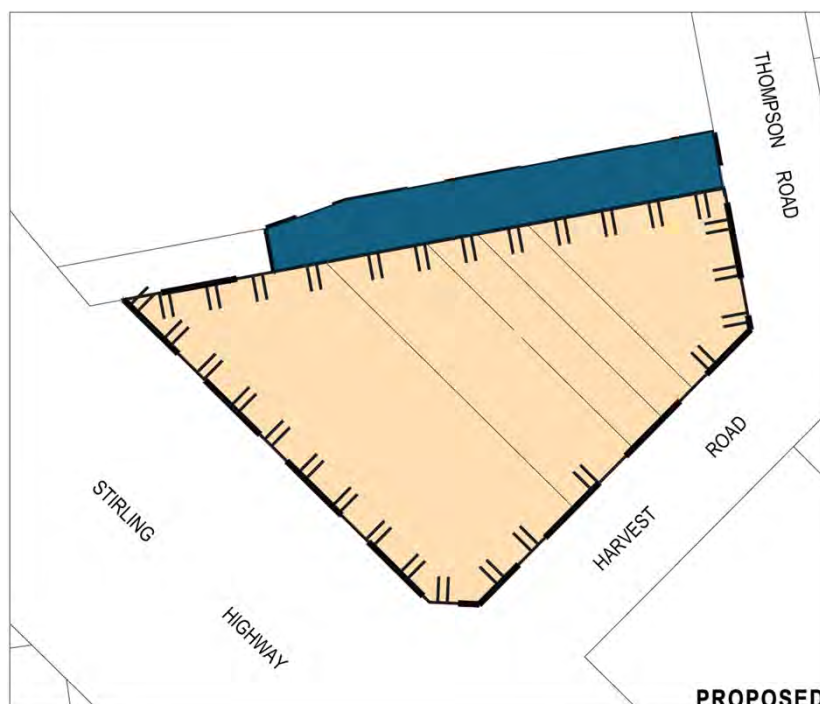 THOMPSON ROAD
STIRLING
HIGHWAY
HARVEST ROAD
PROPOSED